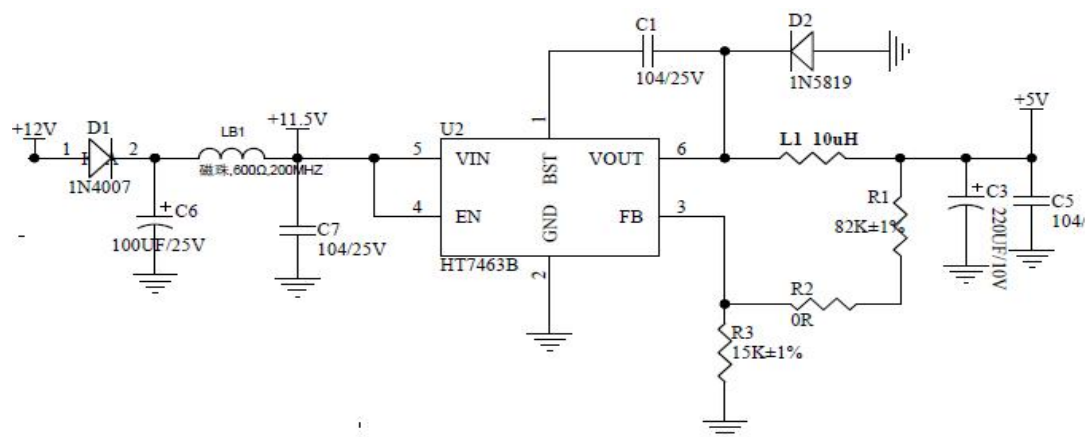 C1
104/25V
D2
1N5819
+12V
D1
1
2
1N4007
LB1
磁珠,600Ω,200MHZ
+11.5V
C6
100UF/25V
C7
104/25V
U2
5
VIN
4
EN
1
BST
GND
2
VOUT
6
FB
3
HT7463B
L1 10uH
+5V
R1
82K±1%
R2
0R
R3
15K±1%
C3
220UF/10V
C5
104/